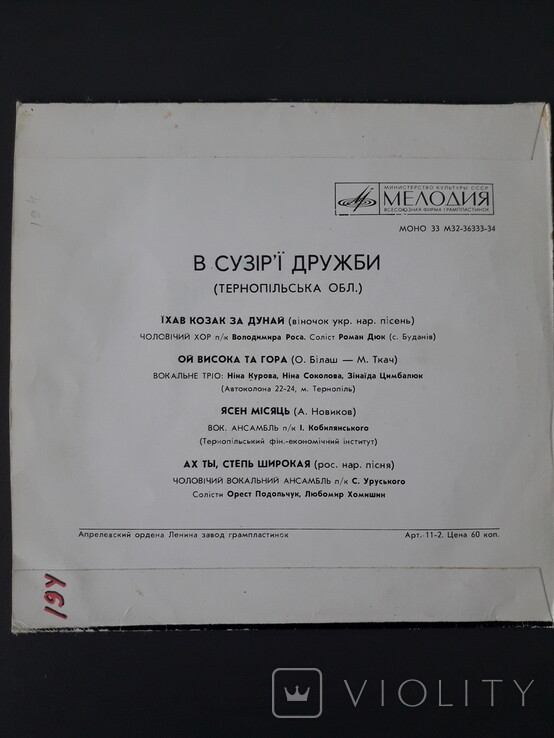 194
МИНИСТЕРСТВО КУЛЬТУРЫ СССР
МЕЛОДИЯ
ВСЕСОЮЗНАЯ ФИРМА ГРАМПЛАСТИНОК
МОНО 33 М32-36333-34
В СУЗІР'Ї ДРУЖБИ
(ТЕРНОПІЛЬСЬКА ОБЛ.)
ЇХАВ КОЗАК ЗА ДУНАЙ (віночок укр. нар. пісень)
ЧОЛОВІЧИЙ ХОР п/к Володимира Роса. Соліст Роман Дюк (с. Буданів)
ОЙ ВИСОКА ТА ГОРА (О. Білаш — М. Ткач)
ВОКАЛЬНЕ ТРІО: Ніна Курова, Ніна Соколова, Зінаїда Цимбалюк
(Автоколона 22-24, м. Тернопіль)
ЯСЕН МІСЯЦЬ (А. Новиков)
ВОК. АНСАМБЛЬ п/к І. Кобилянського
(Тернопільський фін.-економічний інститут)
АХ ТЫ, СТЕПЬ ШИРОКАЯ (рос. нар. пісня)
ЧОЛОВІЧИЙ ВОКАЛЬНИЙ АНСАМБЛЬ п/к С. Уруського
Солісти Орест Подольчук, Любомир Хомишин
Апрелевский ордена Ленина завод грампластинок
Арт. 11-2. Цена 60 коп.
194
VIOLITY